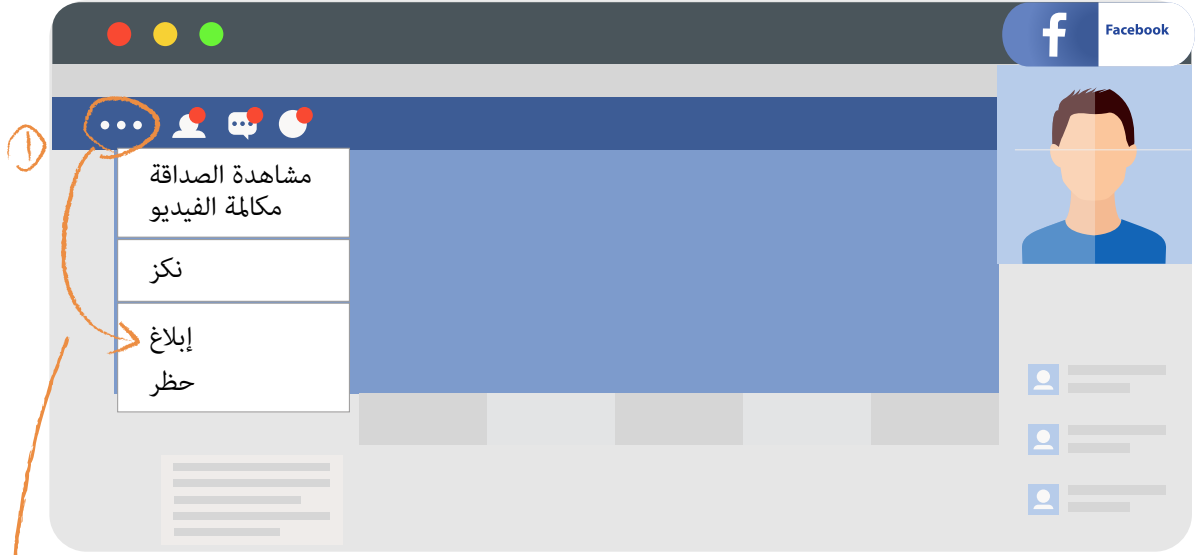 Facebook
مشاهدة الصداقة
مكالمة الفيديو
نكز
إبلاغ
حظر